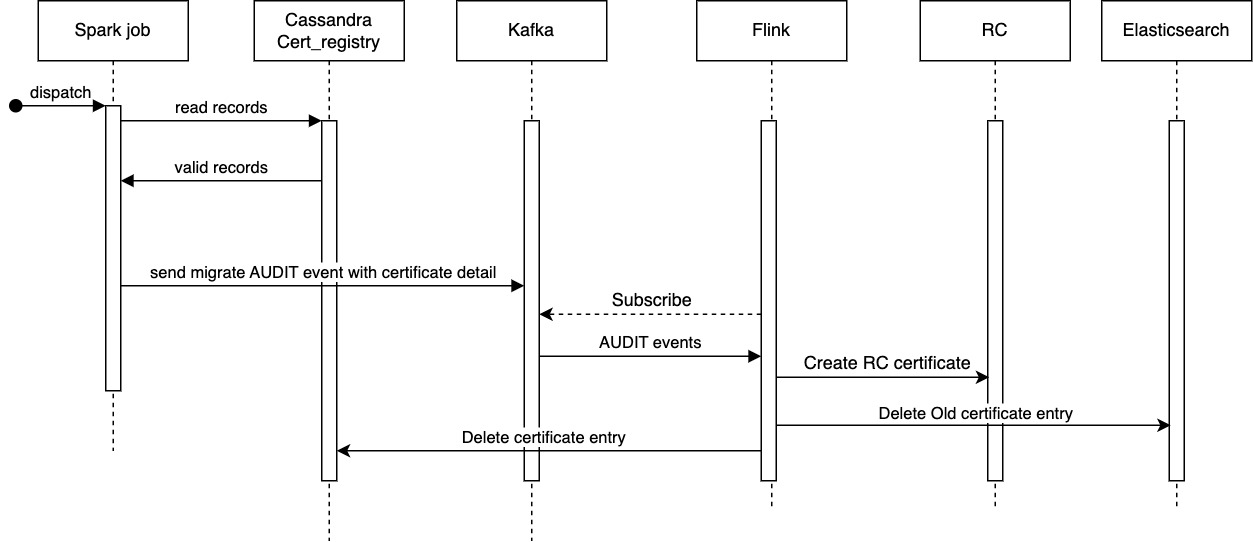 Spark job
Cassandra
Cert_registry
Kafka
Flink
RC
Elasticsearch
dispatch
read records
valid records
send migrate AUDIT event with certificate detail
Subscribe
AUDIT events
Create RC certificate
Delete Old certificate entry
Delete certificate entry